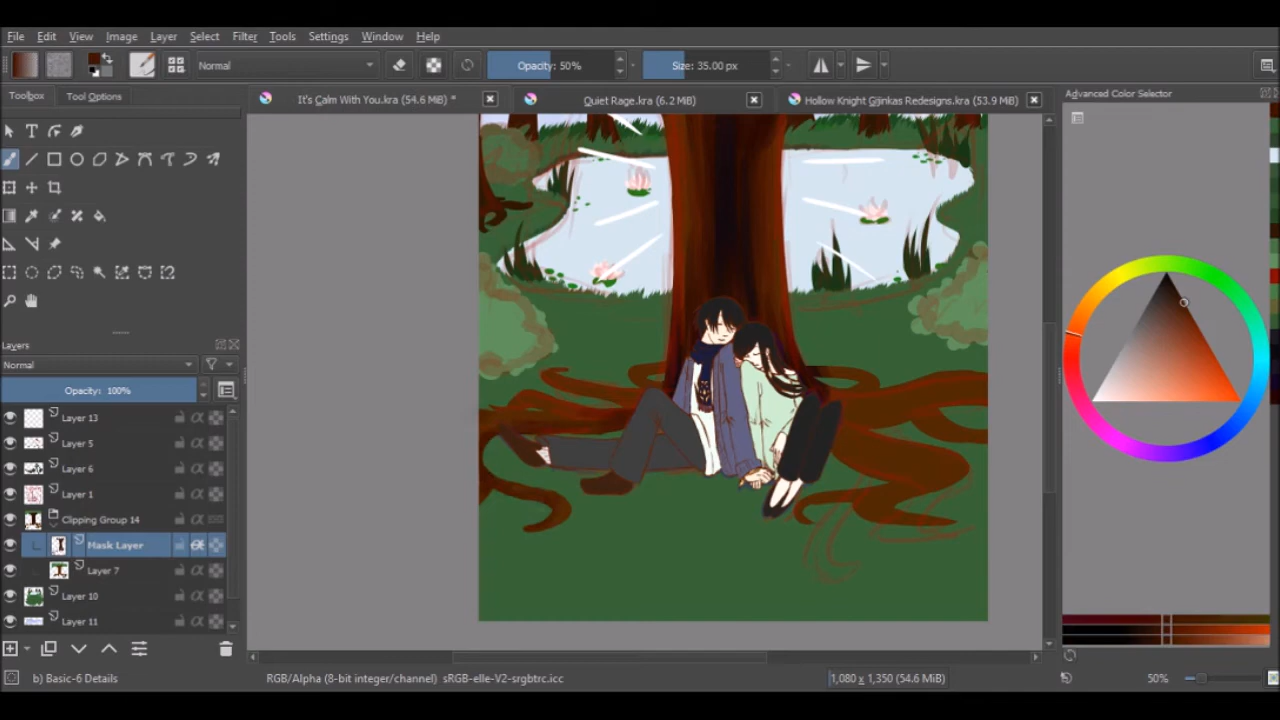 File Edit View Image Layer Select Filter Tools Settings Window Help
Normal Opacity: 50% Size: 35.00 px
Toolbox Tool Options It's Calm With You.kra (54.6 MiB) * Quiet Rage.kra (6.2 MiB) Hollow Knight Gijinkas Redesigns.kra (53.9 MiB) Advanced Color Selector
Layers
Normal
Opacity: 100%
Layer 13
Layer 5
Layer 6
Layer 1
Clipping Group 14
Mask Layer
Layer 7
Layer 10
Layer 11
b) Basic-6 Details RGB/Alpha (8-bit integer/channel) sRGB-elle-V2-srgbtrc.icc 1,080 x 1,350 (54.6 MiB) 50%